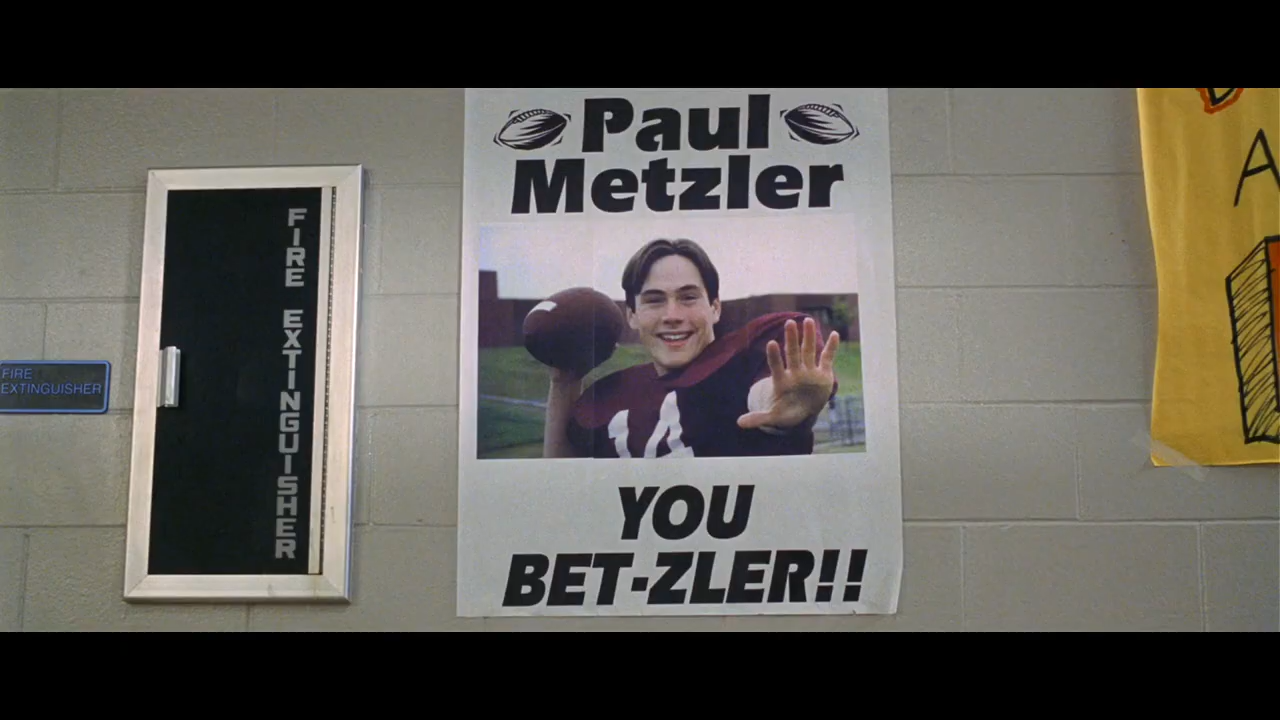 Paul
Metzler
14
YOU
BET-ZLER!!
FIRE EXTINGUISHER
FIRE
EXTINGUISHER
A